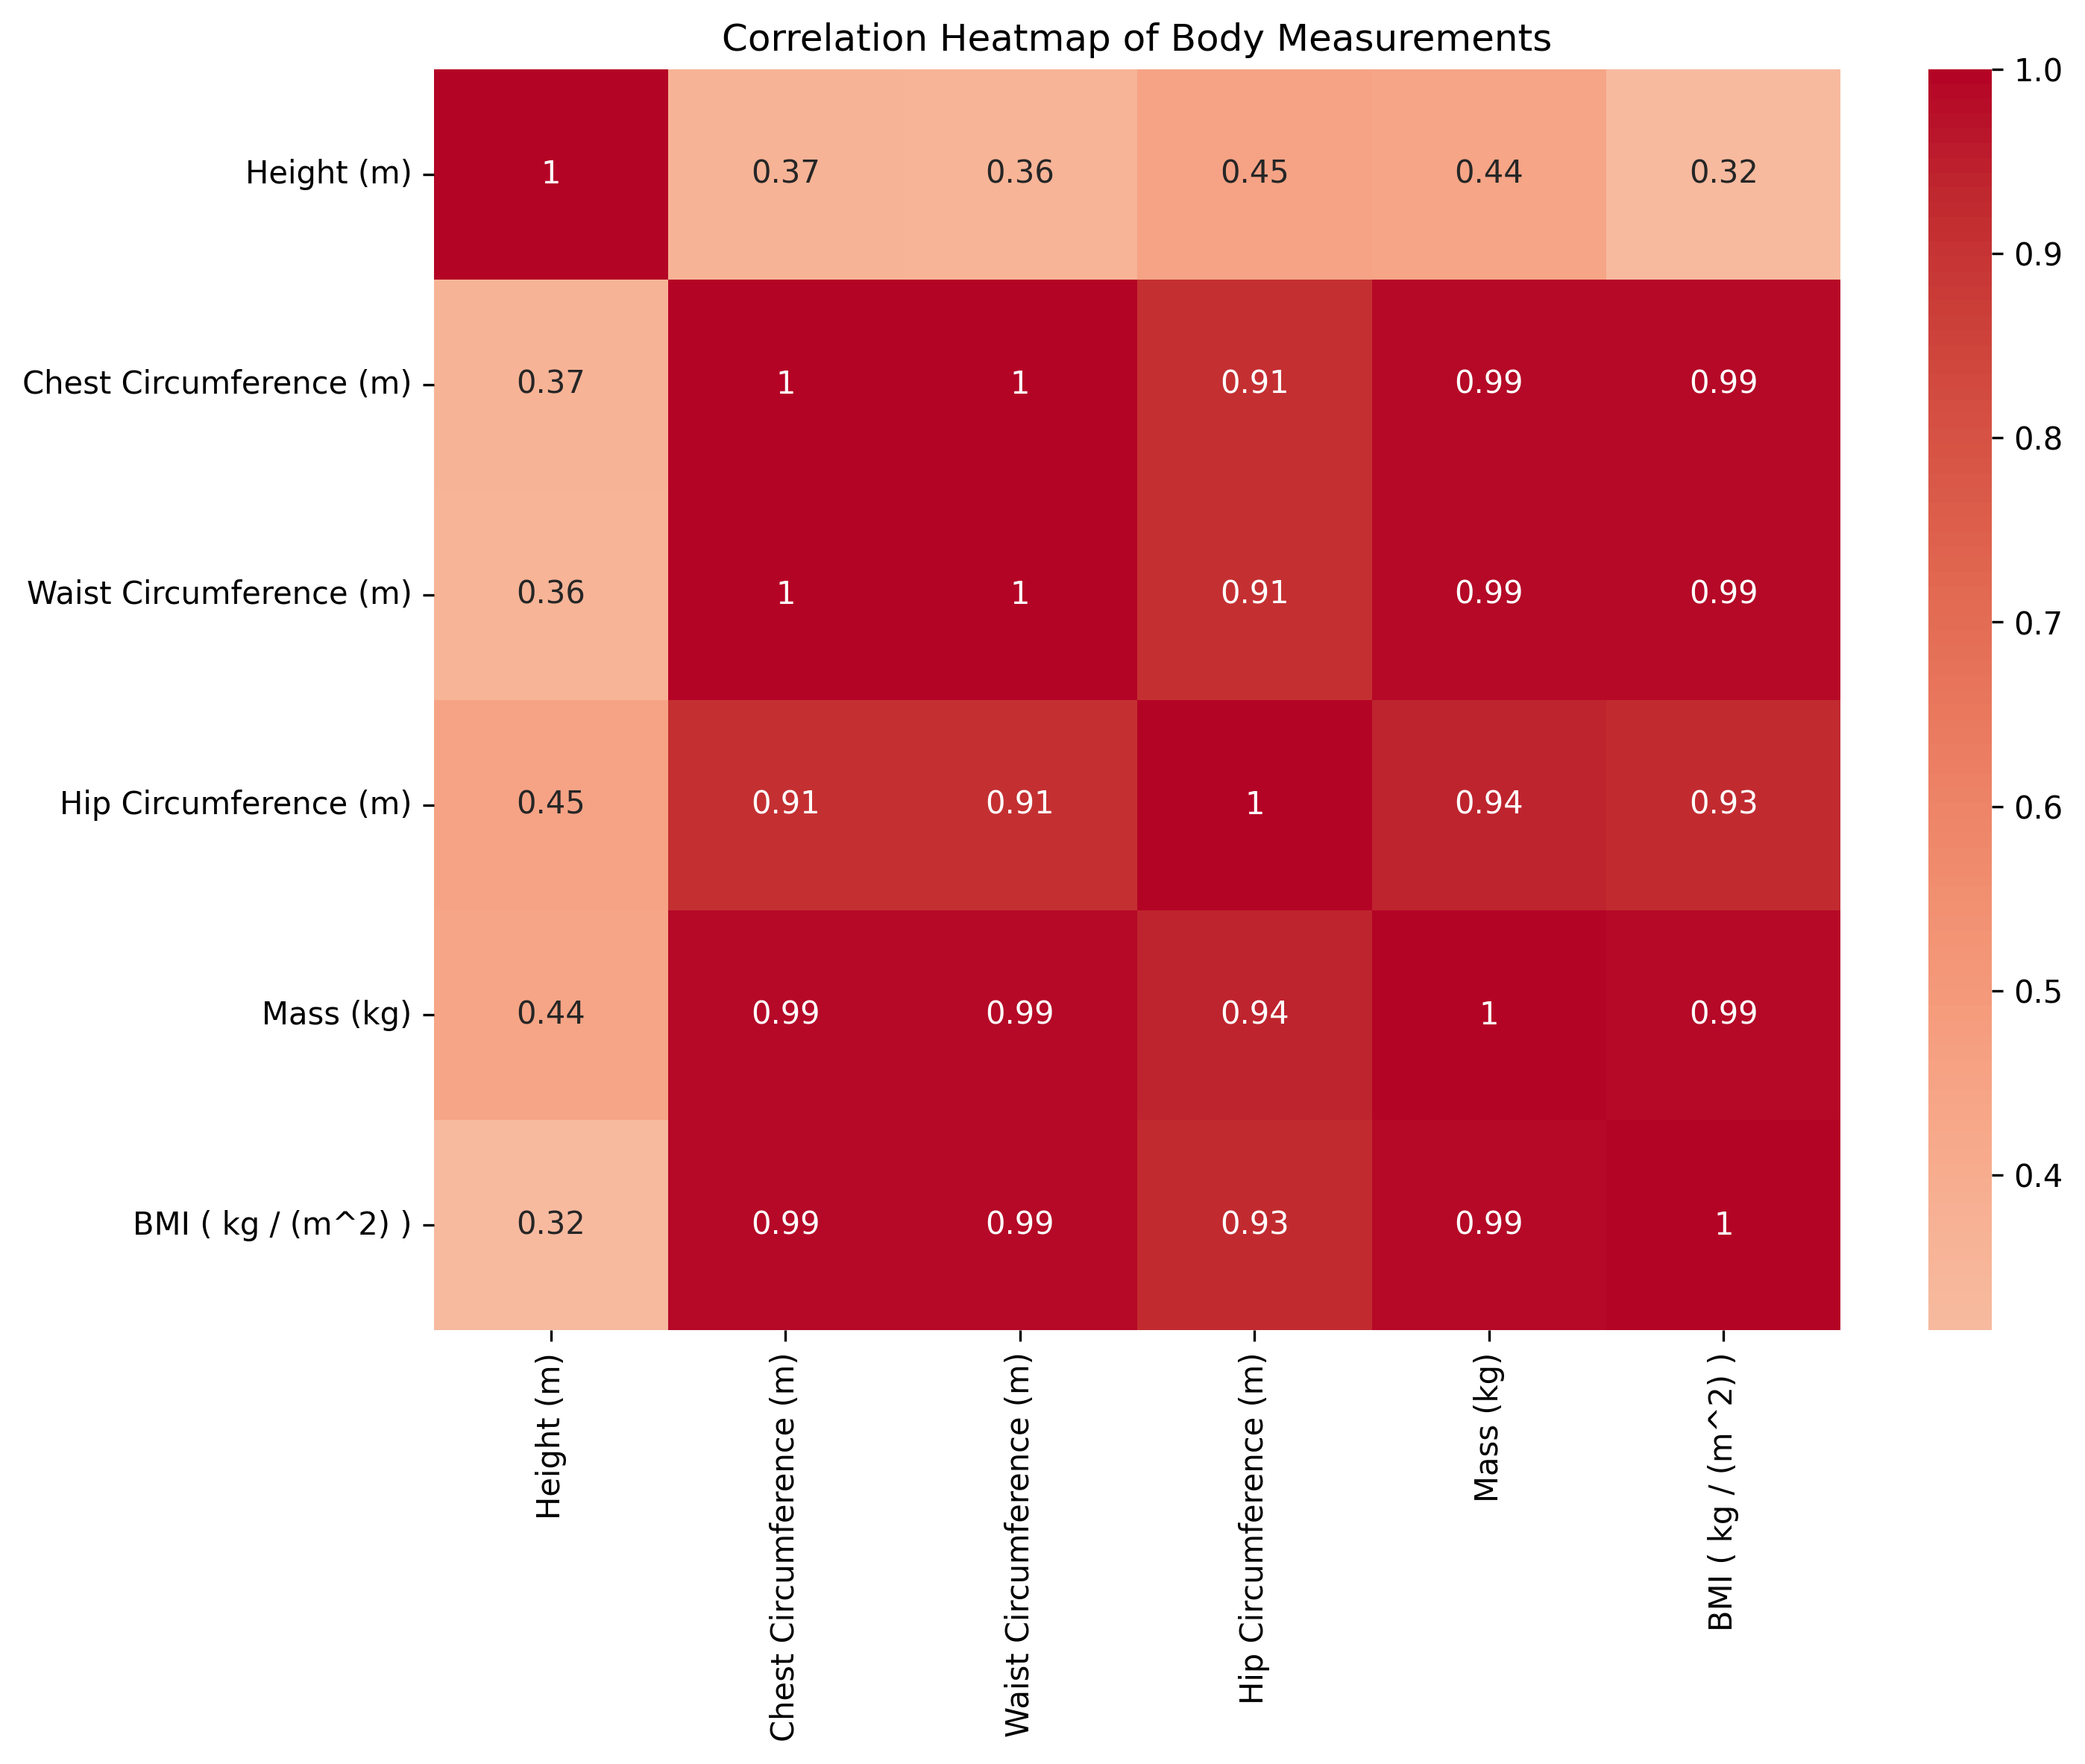 Correlation Heatmap of Body Measurements
Height (m) 1 0.37 0.36 0.45 0.44 0.32
Chest Circumference (m) 0.37 1 1 0.91 0.99 0.99
Waist Circumference (m) 0.36 1 1 0.91 0.99 0.99
Hip Circumference (m) 0.45 0.91 0.91 1 0.94 0.93
Mass (kg) 0.44 0.99 0.99 0.94 1 0.99
BMI ( kg / (m^2) ) 0.32 0.99 0.99 0.93 0.99 1
Height (m)
Chest Circumference (m)
Waist Circumference (m)
Hip Circumference (m)
Mass (kg)
BMI ( kg / (m^2) )
1.0
0.9
0.8
0.7
0.6
0.5
0.4